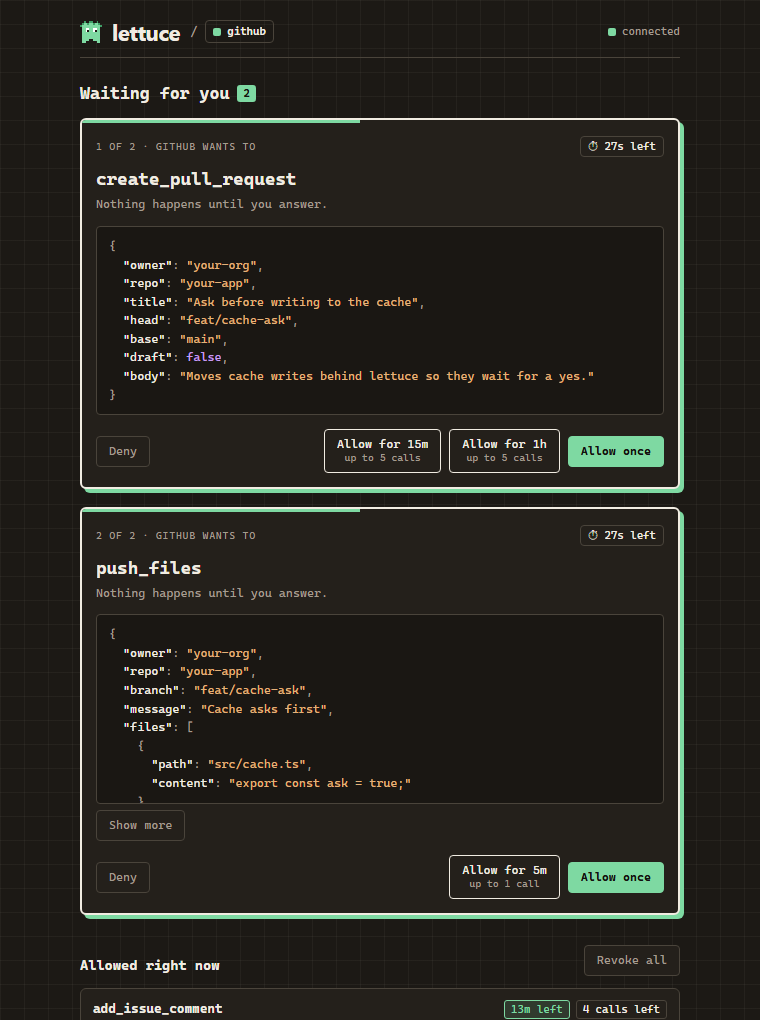 lettuce / github
connected
Waiting for you 2
1 OF 2 · GITHUB WANTS TO
27s left
create_pull_request
Nothing happens until you answer.
{
"owner": "your-org",
"repo": "your-app",
"title": "Ask before writing to the cache",
"head": "feat/cache-ask",
"base": "main",
"draft": false,
"body": "Moves cache writes behind lettuce so they wait for a yes."
}
Deny
Allow for 15m
up to 5 calls
Allow for 1h
up to 5 calls
Allow once
2 OF 2 · GITHUB WANTS TO
27s left
push_files
Nothing happens until you answer.
{
"owner": "your-org",
"repo": "your-app",
"branch": "feat/cache-ask",
"message": "Cache asks first",
"files": [
{
"path": "src/cache.ts",
"content": "export const ask = true;"
}
Show more
Deny
Allow for 5m
up to 1 call
Allow once
Allowed right now
Revoke all
add_issue_comment
13m left
4 calls left